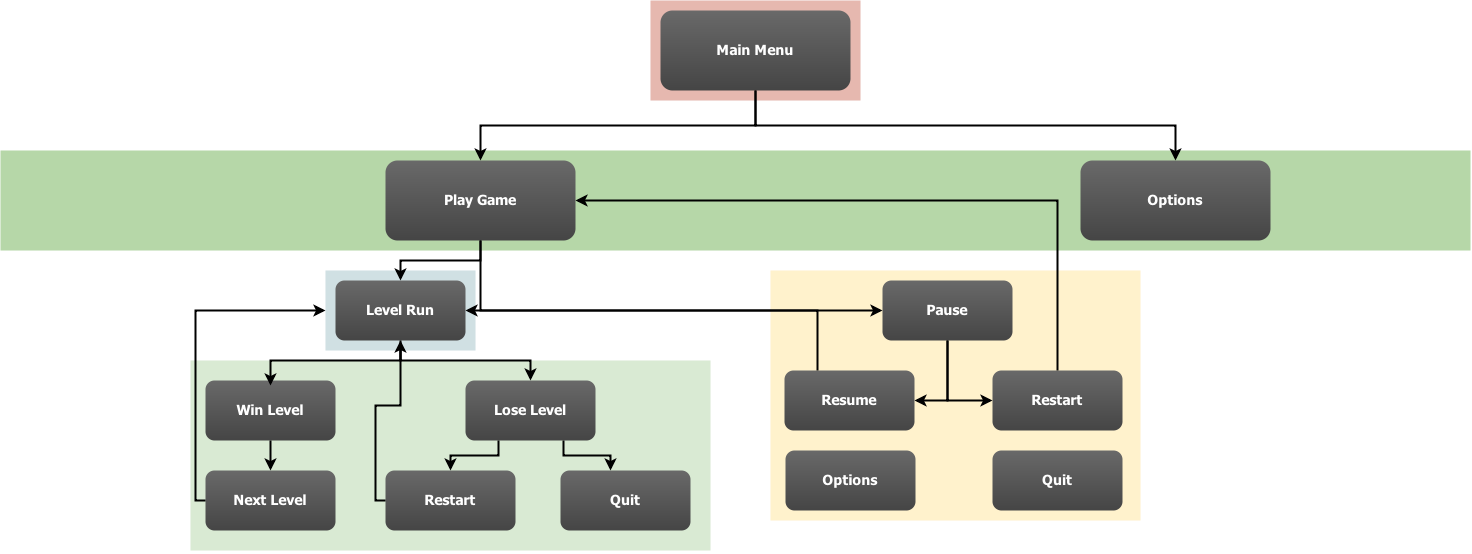 Main Menu
Play Game
Options
Level Run
Pause
Win Level
Lose Level
Resume
Restart
Next Level
Restart
Quit
Options
Quit